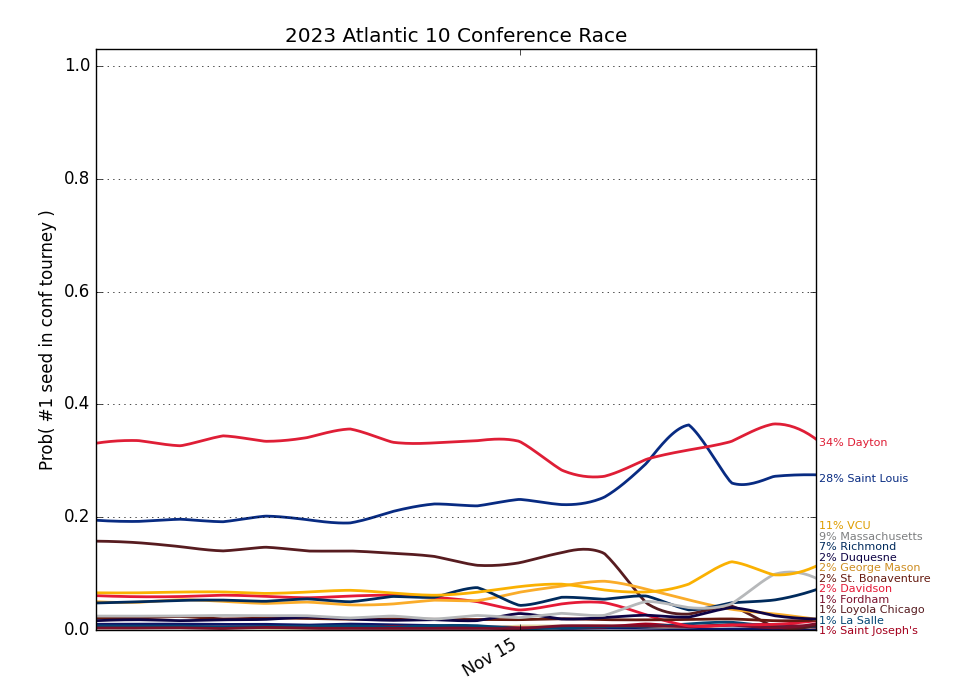 2023 Atlantic 10 Conference Race
Prob( #1 seed in conf tourney )
1.0
0.8
0.6
0.4
0.2
0.0
Nov 15
34% Dayton
28% Saint Louis
11% VCU
9% Massachusetts
7% Richmond
2% Duquesne
2% George Mason
2% St. Bonaventure
2% Davidson
1% Fordham
1% Loyola Chicago
1% La Salle
1% Saint Joseph's